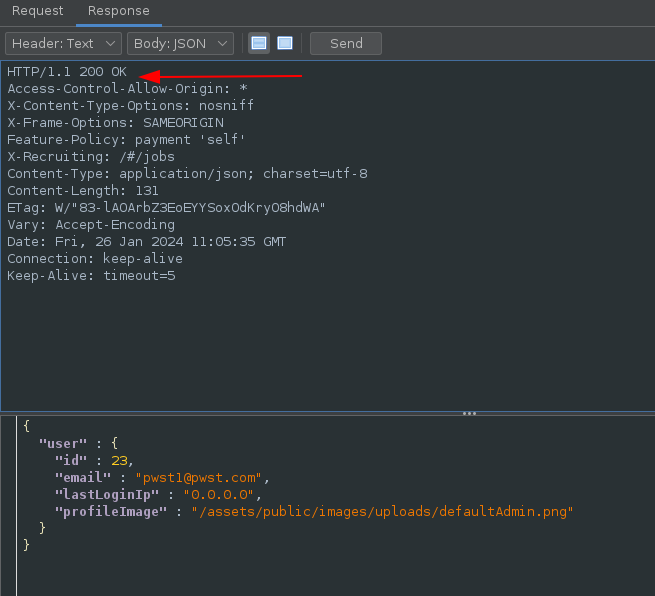 Request Response
Header: Text Body: JSON Send
HTTP/1.1 200 OK
Access-Control-Allow-Origin: *
X-Content-Type-Options: nosniff
X-Frame-Options: SAMEORIGIN
Feature-Policy: payment 'self'
X-Recruiting: /#/jobs
Content-Type: application/json; charset=utf-8
Content-Length: 131
ETag: W/"83-lAOArbZ3EoEYYSoxOdKryO8hdWA"
Vary: Accept-Encoding
Date: Fri, 26 Jan 2024 11:05:35 GMT
Connection: keep-alive
Keep-Alive: timeout=5
{
"user" : {
"id" : 23,
"email" : "pwst1@pwst.com",
"lastLoginIp" : "0.0.0.0",
"profileImage" : "/assets/public/images/uploads/defaultAdmin.png"
}
}